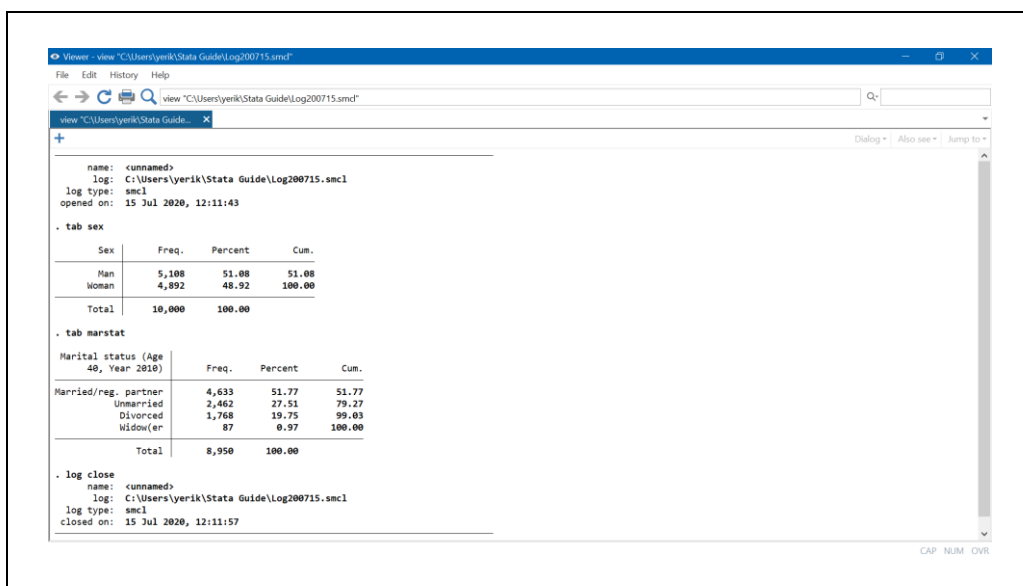 Viewer - view "C:\Users\yerik\Stata Guide\Log200715.smcl"
File Edit History Help
view "C:\Users\yerik\Stata Guide\Log200715.smcl"
view "C:\Users\yerik\Stata Guide...
Dialog Also see Jump to
name: <unnamed>
log: C:\Users\yerik\Stata Guide\Log200715.smcl
log type: smcl
opened on: 15 Jul 2020, 12:11:43
. tab sex
Sex Freq. Percent Cum.
Man 5,108 51.08 51.08
Woman 4,892 48.92 100.00
Total 10,000 100.00
. tab marstat
Marital status (Age
40, Year 2010) Freq. Percent Cum.
Married/reg. partner 4,633 51.77 51.77
Unmarried 2,462 27.51 79.27
Divorced 1,768 19.75 99.03
Widow(er 87 0.97 100.00
Total 8,950 100.00
. log close
name: <unnamed>
log: C:\Users\yerik\Stata Guide\Log200715.smcl
log type: smcl
closed on: 15 Jul 2020, 12:11:57
CAP NUM OVR